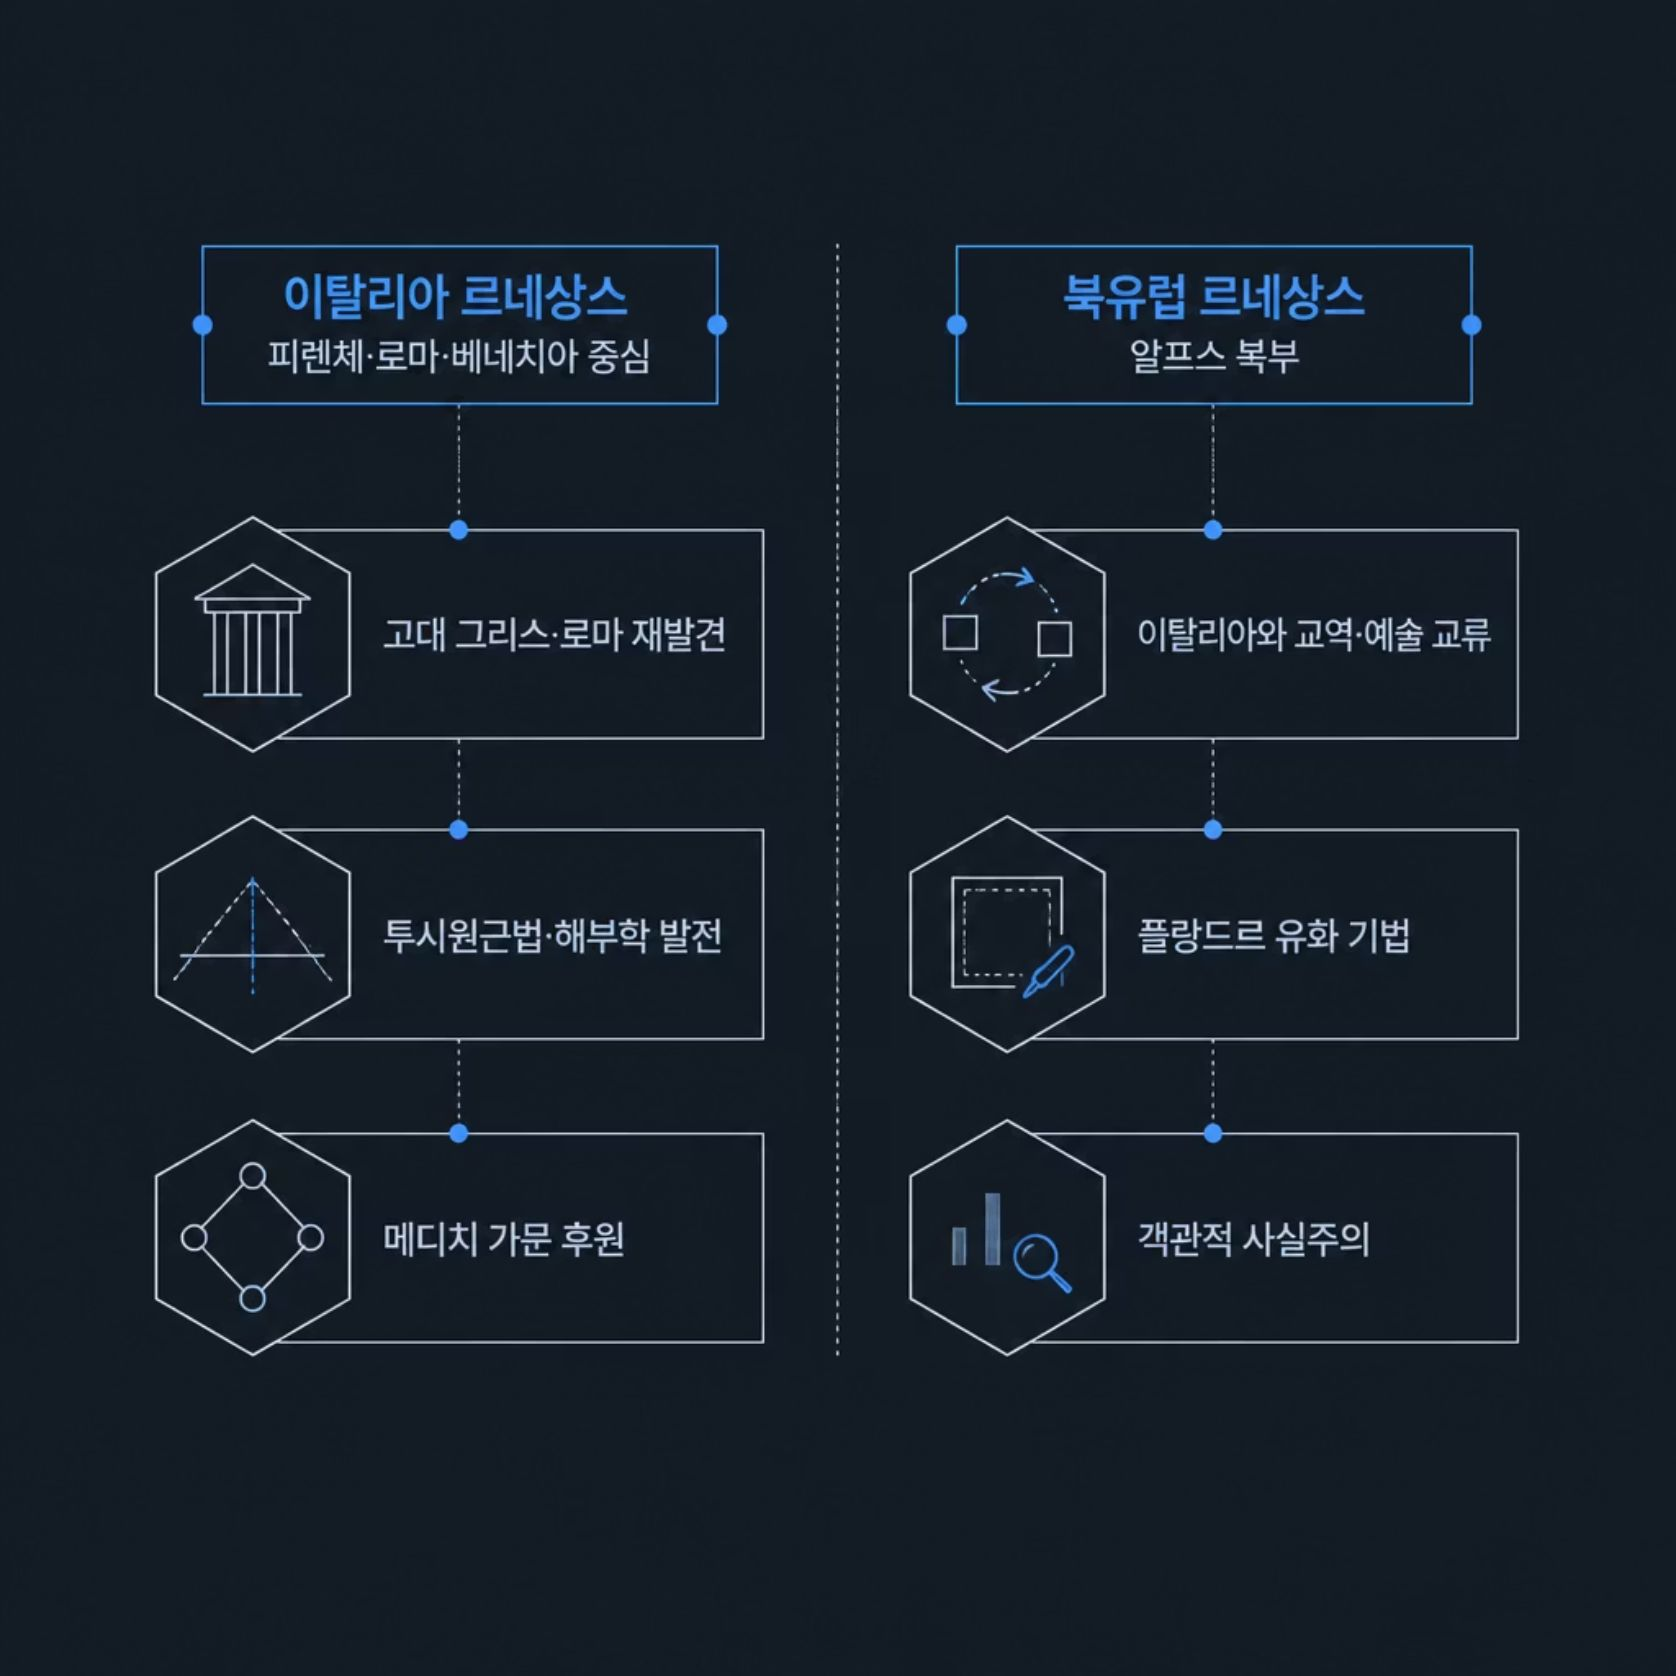 이탈리아 르네상스
피렌체·로마·베네치아 중심
고대 그리스·로마 재발견
투시원근법·해부학 발전
메디치 가문 후원
북유럽 르네상스
알프스 복부
이탈리아와 교역·예술 교류
플랑드르 유화 기법
객관적 사실주의